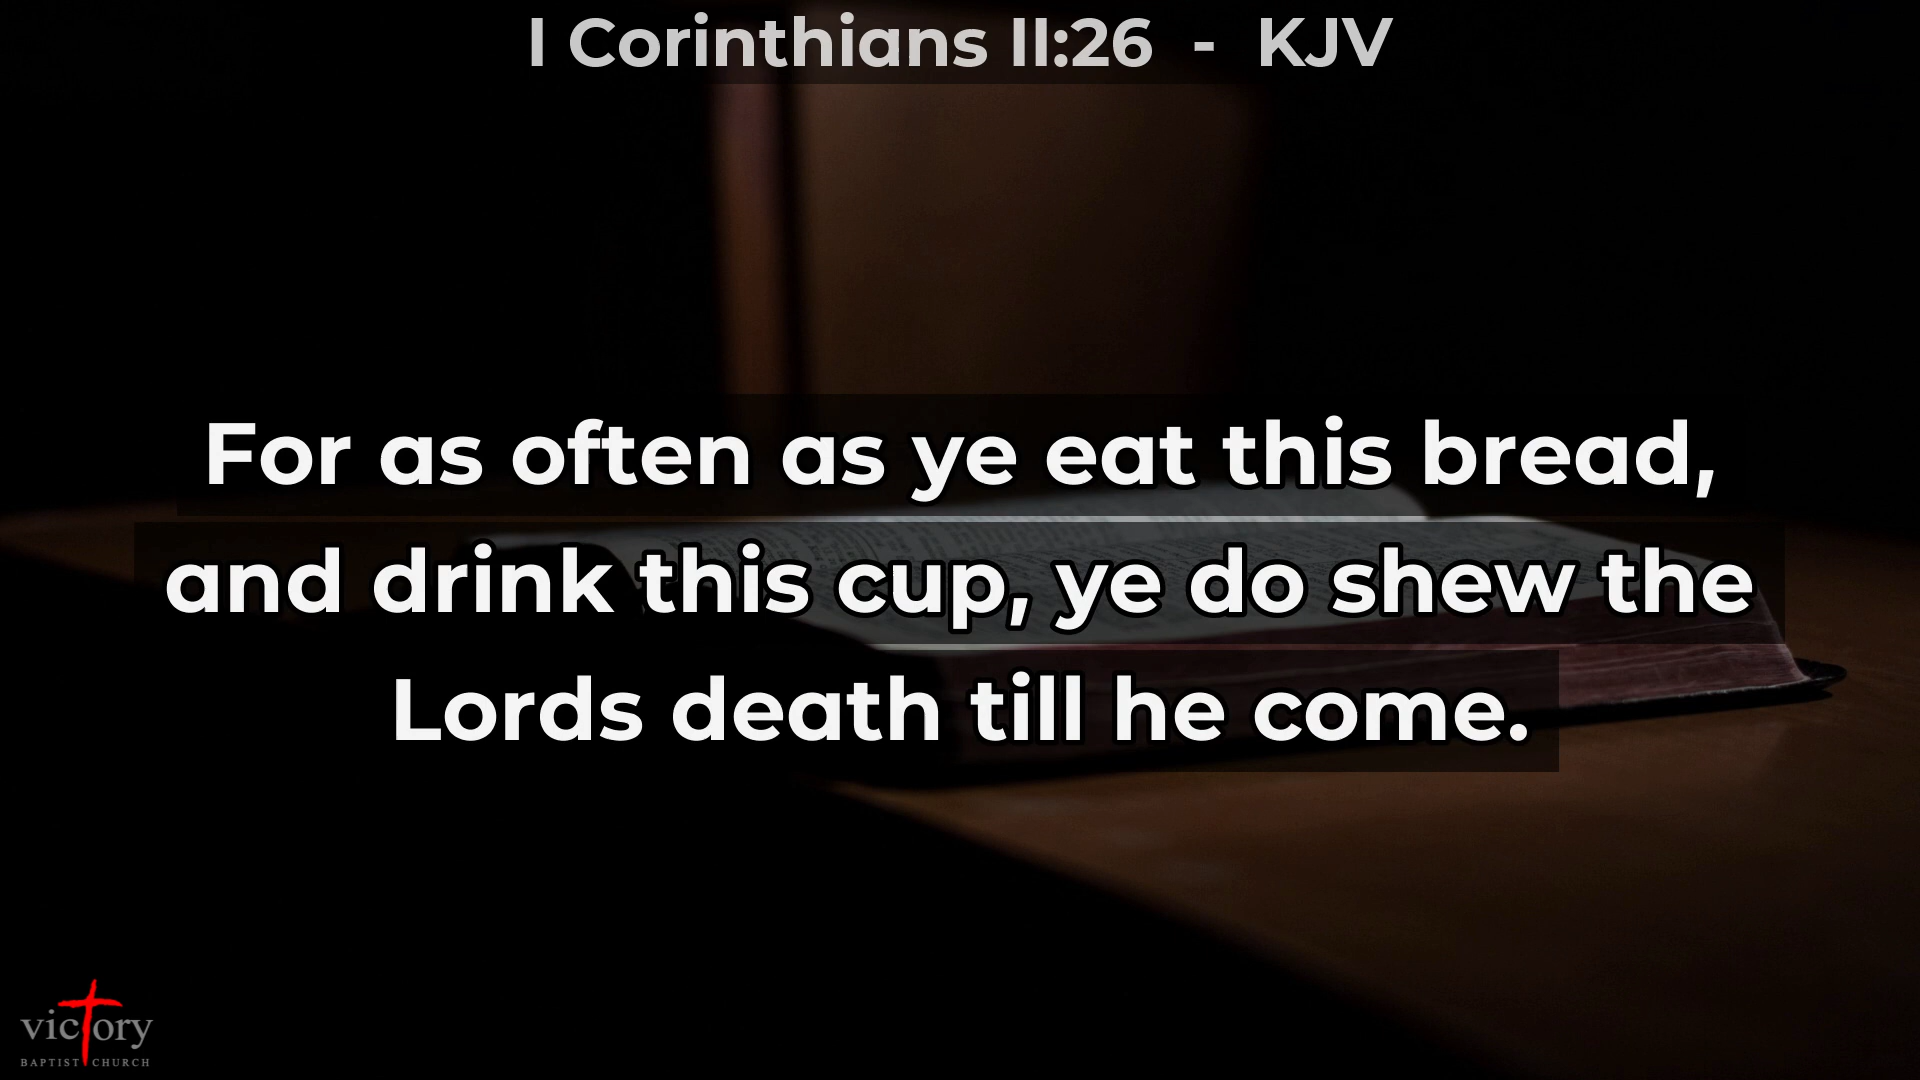 I Corinthians II:26 - KJV
For as often as ye eat this bread,
and drink this cup, ye do shew the
Lords death till he come.
victory
BAPTIST CHURCH